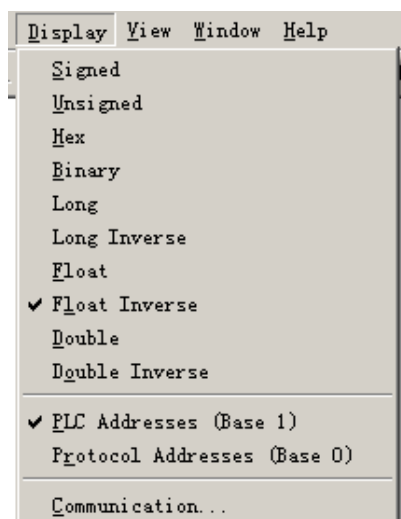 Display View Window Help
Signed
Unsigned
Hex
Binary
Long
Long Inverse
Float
Float Inverse
Double
Double Inverse
PLC Addresses (Base 1)
Protocol Addresses (Base 0)
Communication...